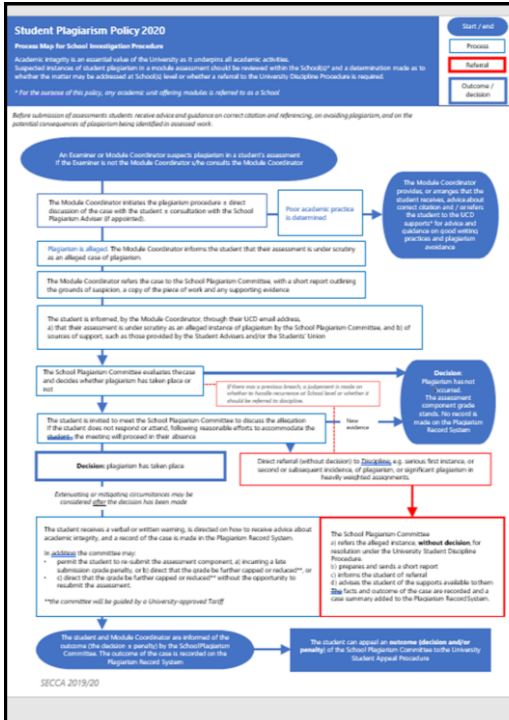 Student Plagiarism Policy 2020
Process Map for School Investigation Procedure
Academic integrity is an essential value of the University as it underpins all academic activities.
Suspected instances of student plagiarism in a module assessment should be reviewed within the School(s)* and a determination made as to
whether the matter may be addressed at School(s) level or whether a referral to the University Discipline Procedure is required.
* For the purpose of this policy, any academic unit offering modules is referred to as a School
Start / end
Process
Referral
Outcome /
decision
Before submission of assessments students receive advice and guidance on correct citation and referencing, on avoiding plagiarism, and on the
potential consequences of plagiarism being identified in assessed work.
An Examiner or Module Coordinator suspects plagiarism in a student's assessment
If the Examiner is not the Module Coordinator s/he consults the Module Coordinator
The Module Coordinator initiates the plagiarism procedure ± direct
discussion of the case with the student ± consultation with the School
Plagiarism Adviser (if appointed).
Poor academic practice
is determined
The Module Coordinator
provides, or arranges that the
student receives, advice about
correct citation and / or refers
the student to the UCD
supports* for advice and
guidance on good writing
practices and plagiarism
avoidance
Plagiarism is alleged. The Module Coordinator informs the student that their assessment is under scrutiny
as an alleged case of plagiarism.
The Module Coordinator refers the case to the School Plagiarism Committee, with a short report outlining
the grounds of suspicion, a copy of the piece of work and any supporting evidence
The student is informed, by the Module Coordinator, through their UCD email address,
a) that their assessment is under scrutiny as an alleged instance of plagiarism by the School Plagiarism Committee, and b) of
sources of support, such as those provided by the Student Advisers and/or the Students' Union
The School Plagiarism Committee evaluates the case
and decides whether plagiarism has taken place or
not
If there was a previous breach, a judgement is made on
whether to handle recurrence at School level or whether it
should be referred to discipline.
Decision:
Plagiarism has not
occurred.
The assessment
component grade
stands. No record is
made on the Plagiarism
Record System
The student is invited to meet the School Plagiarism Committee to discuss the allegation
If the student does not respond or attend, following reasonable efforts to accommodate the
student, the meeting will proceed in their absence
New
evidence
Decision: plagiarism has taken place
Direct referral (without decision) to Discipline, e.g. serious first instance, or
second or subsequent incidence, of plagiarism, or significant plagiarism in
heavily weighted assignments.
Extenuating or mitigating circumstances may be
considered after the decision has been made
The student receives a verbal or written warning, is directed on how to receive advice about
academic integrity, and a record of the case is made in the Plagiarism Record System.
In addition the committee may:
• permit the student to re-submit the assessment component, a) incurring a late
submission grade penalty, or b) direct that the grade be further capped or reduced**, or
• c) direct that the grade be further capped or reduced** without the opportunity to
resubmit the assessment.
**the committee will be guided by a University-approved Tariff
The School Plagiarism Committee
a) refers the alleged instance, without decision, for
resolution under the University Student Discipline
Procedure.
b) prepares and sends a short report
c) informs the student of referral
d) advises the student of the supports available to them
The facts and outcome of the case are recorded and a
case summary added to the Plagiarism Record System.
The student and Module Coordinator are informed of the
outcome (the decision ± penalty) by the School Plagiarism
Committee. The outcome of the case is recorded on the
Plagiarism Record System
The student can appeal an outcome (decision and/or
penalty) of the School Plagiarism Committee to the University
Student Appeal Procedure
SECCA 2019/20